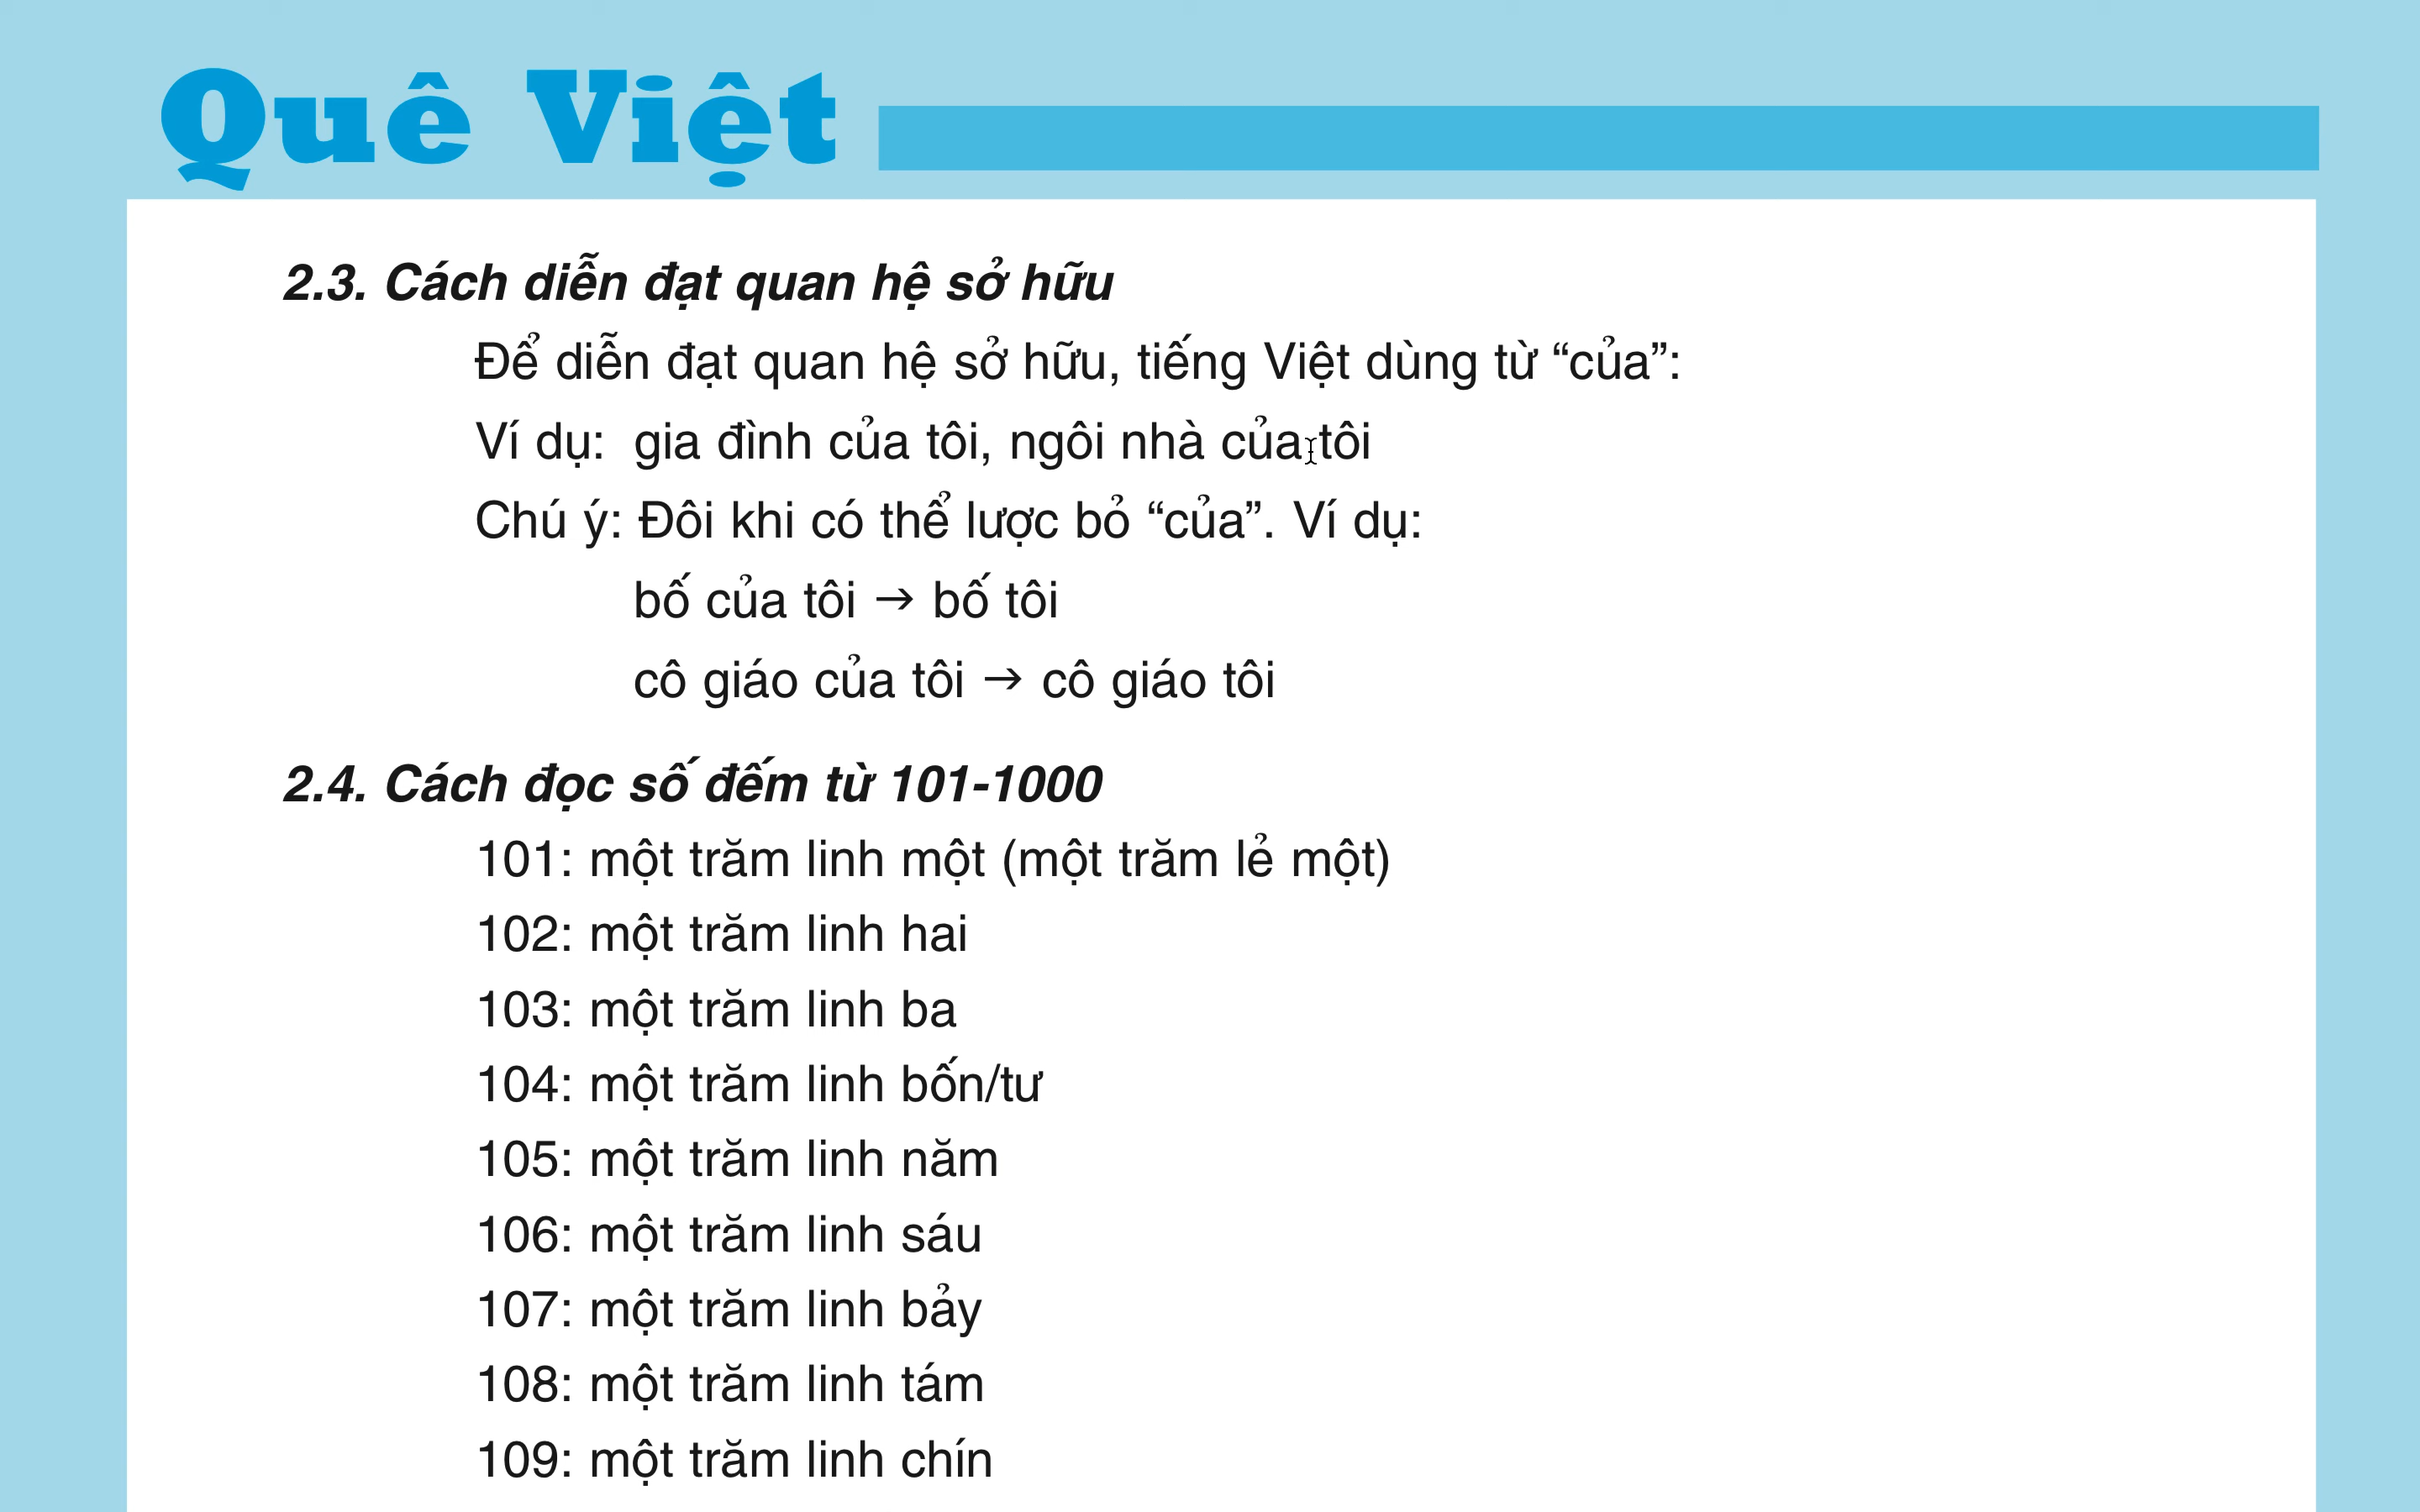 Quê Việt
2.3. Cách diễn đạt quan hệ sở hữu
Để diễn đạt quan hệ sở hữu, tiếng Việt dùng từ “của”:
Ví dụ: gia đình của tôi, ngôi nhà của tôi
Chú ý: Đôi khi có thể lược bỏ “của”. Ví dụ:
bố của tôi → bố tôi
cô giáo của tôi → cô giáo tôi
2.4. Cách đọc số đếm từ 101-1000
101: một trăm linh một (một trăm lẻ một)
102: một trăm linh hai
103: một trăm linh ba
104: một trăm linh bốn/tư
105: một trăm linh năm
106: một trăm linh sáu
107: một trăm linh bảy
108: một trăm linh tám
109: một trăm linh chín